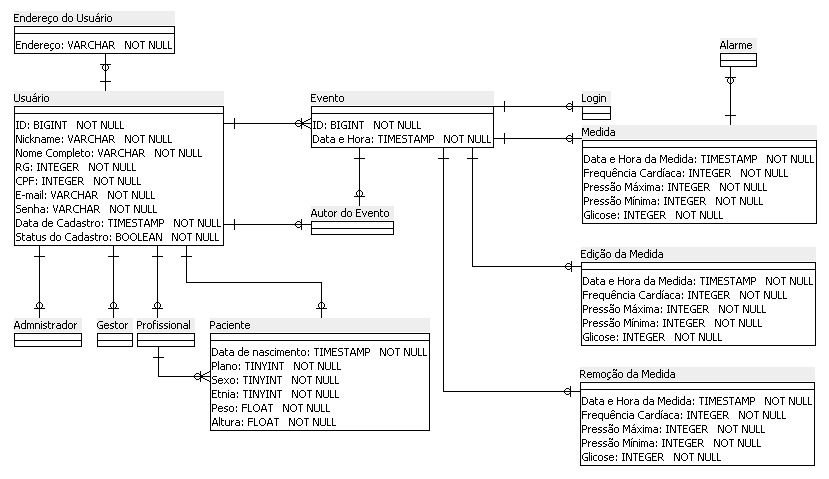 Endereço do Usuário
Endereço: VARCHAR NOT NULL
Usuário
ID: BIGINT NOT NULL
Nickname: VARCHAR NOT NULL
Nome Completo: VARCHAR NOT NULL
RG: INTEGER NOT NULL
CPF: INTEGER NOT NULL
E-mail: VARCHAR NOT NULL
Senha: VARCHAR NOT NULL
Data de Cadastro: TIMESTAMP NOT NULL
Status do Cadastro: BOOLEAN NOT NULL
Evento
ID: BIGINT NOT NULL
Data e Hora: TIMESTAMP NOT NULL
Autor do Evento
Login
Alarme
Medida
Data e Hora da Medida: TIMESTAMP NOT NULL
Frequência Cardíaca: INTEGER NOT NULL
Pressão Máxima: INTEGER NOT NULL
Pressão Mínima: INTEGER NOT NULL
Glicose: INTEGER NOT NULL
Edição da Medida
Data e Hora da Medida: TIMESTAMP NOT NULL
Frequência Cardíaca: INTEGER NOT NULL
Pressão Máxima: INTEGER NOT NULL
Pressão Mínima: INTEGER NOT NULL
Glicose: INTEGER NOT NULL
Remoção da Medida
Data e Hora da Medida: TIMESTAMP NOT NULL
Frequência Cardíaca: INTEGER NOT NULL
Pressão Máxima: INTEGER NOT NULL
Pressão Mínima: INTEGER NOT NULL
Glicose: INTEGER NOT NULL
Admnistrador
Gestor
Profissional
Paciente
Data de nascimento: TIMESTAMP NOT NULL
Plano: TINYINT NOT NULL
Sexo: TINYINT NOT NULL
Etnia: TINYINT NOT NULL
Peso: FLOAT NOT NULL
Altura: FLOAT NOT NULL